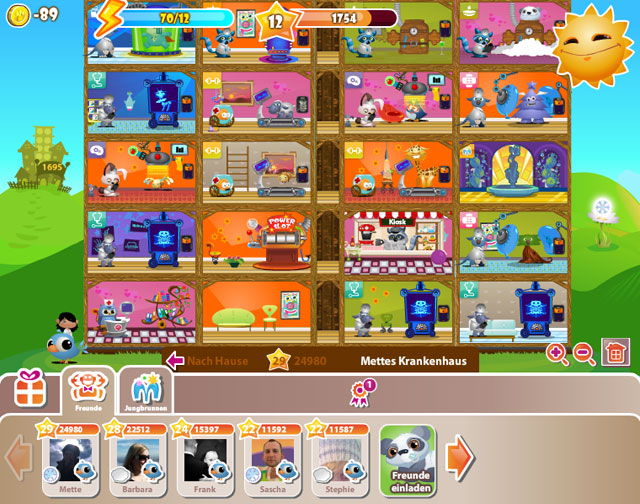 -89
70/12
12
1754
1695
POWER SLOT
Kiosk
Nach Hause
29
24980
Mettes Krankenhaus
Freunde
Jungbrunnen
1
29 24980
28 22512
24 15397
22 11592
22 11587
Mette
Barbara
Frank
Sascha
Stephie
Freunde
einladen